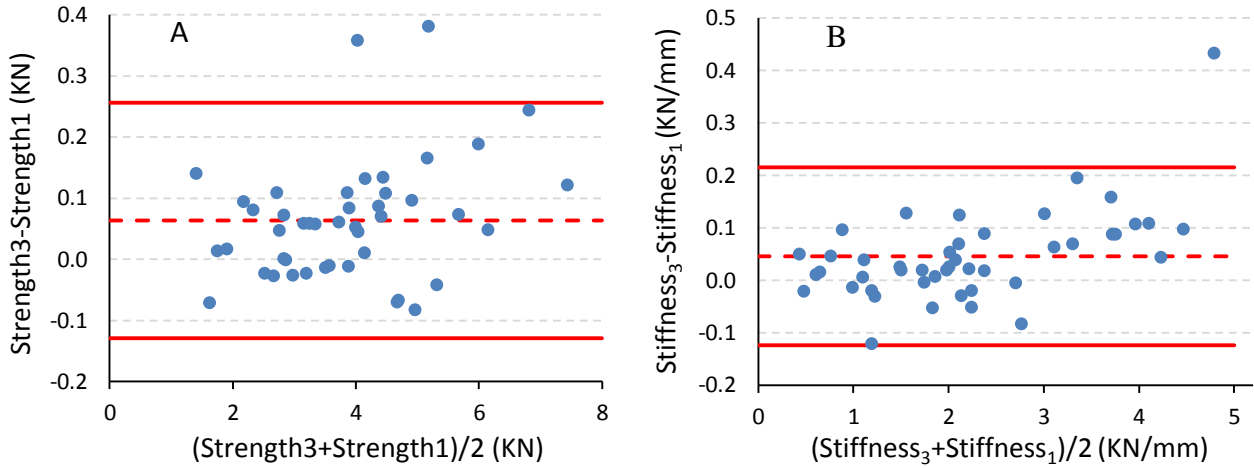 A
Strength3-Strength1 (KN)
0.4
0.3
0.2
0.1
0.0
-0.1
-0.2
0 2 4 6 8
(Strength3+Strength1)/2 (KN)
B
Stiffness₃-Stiffness₁ (KN/mm)
0.5
0.4
0.3
0.2
0.1
0.0
-0.1
-0.2
0 1 2 3 4 5
(Stiffness₃+Stiffness₁)/2 (KN/mm)